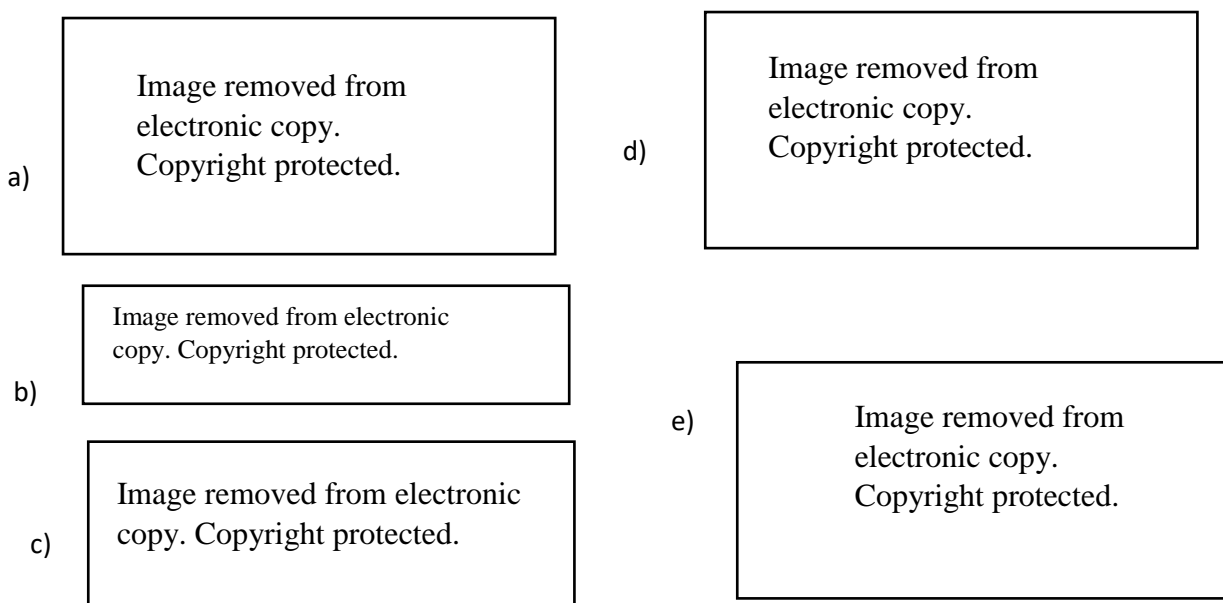 a)
Image removed from
electronic copy.
Copyright protected.
b)
Image removed from electronic
copy. Copyright protected.
c)
Image removed from electronic
copy. Copyright protected.
d)
Image removed from
electronic copy.
Copyright protected.
e)
Image removed from
electronic copy.
Copyright protected.